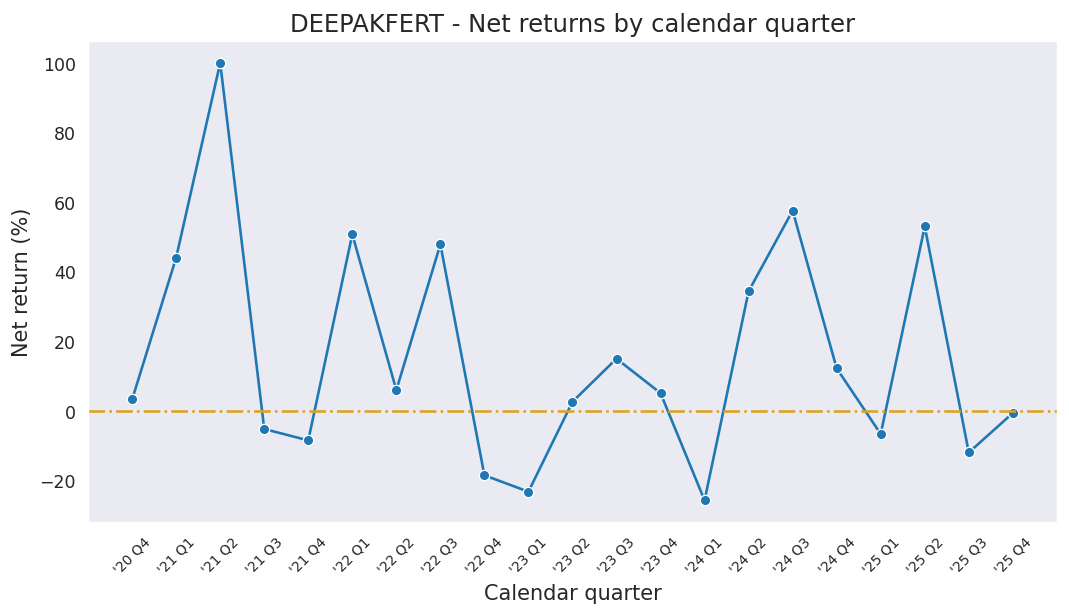 DEEPAKFERT - Net returns by calendar quarter
Net return (%)
100
80
60
40
20
0
−20
'20 Q4
'21 Q1
'21 Q2
'21 Q3
'21 Q4
'22 Q1
'22 Q2
'22 Q3
'22 Q4
'23 Q1
'23 Q2
'23 Q3
'23 Q4
'24 Q1
'24 Q2
'24 Q3
'24 Q4
'25 Q1
'25 Q2
'25 Q3
'25 Q4
Calendar quarter